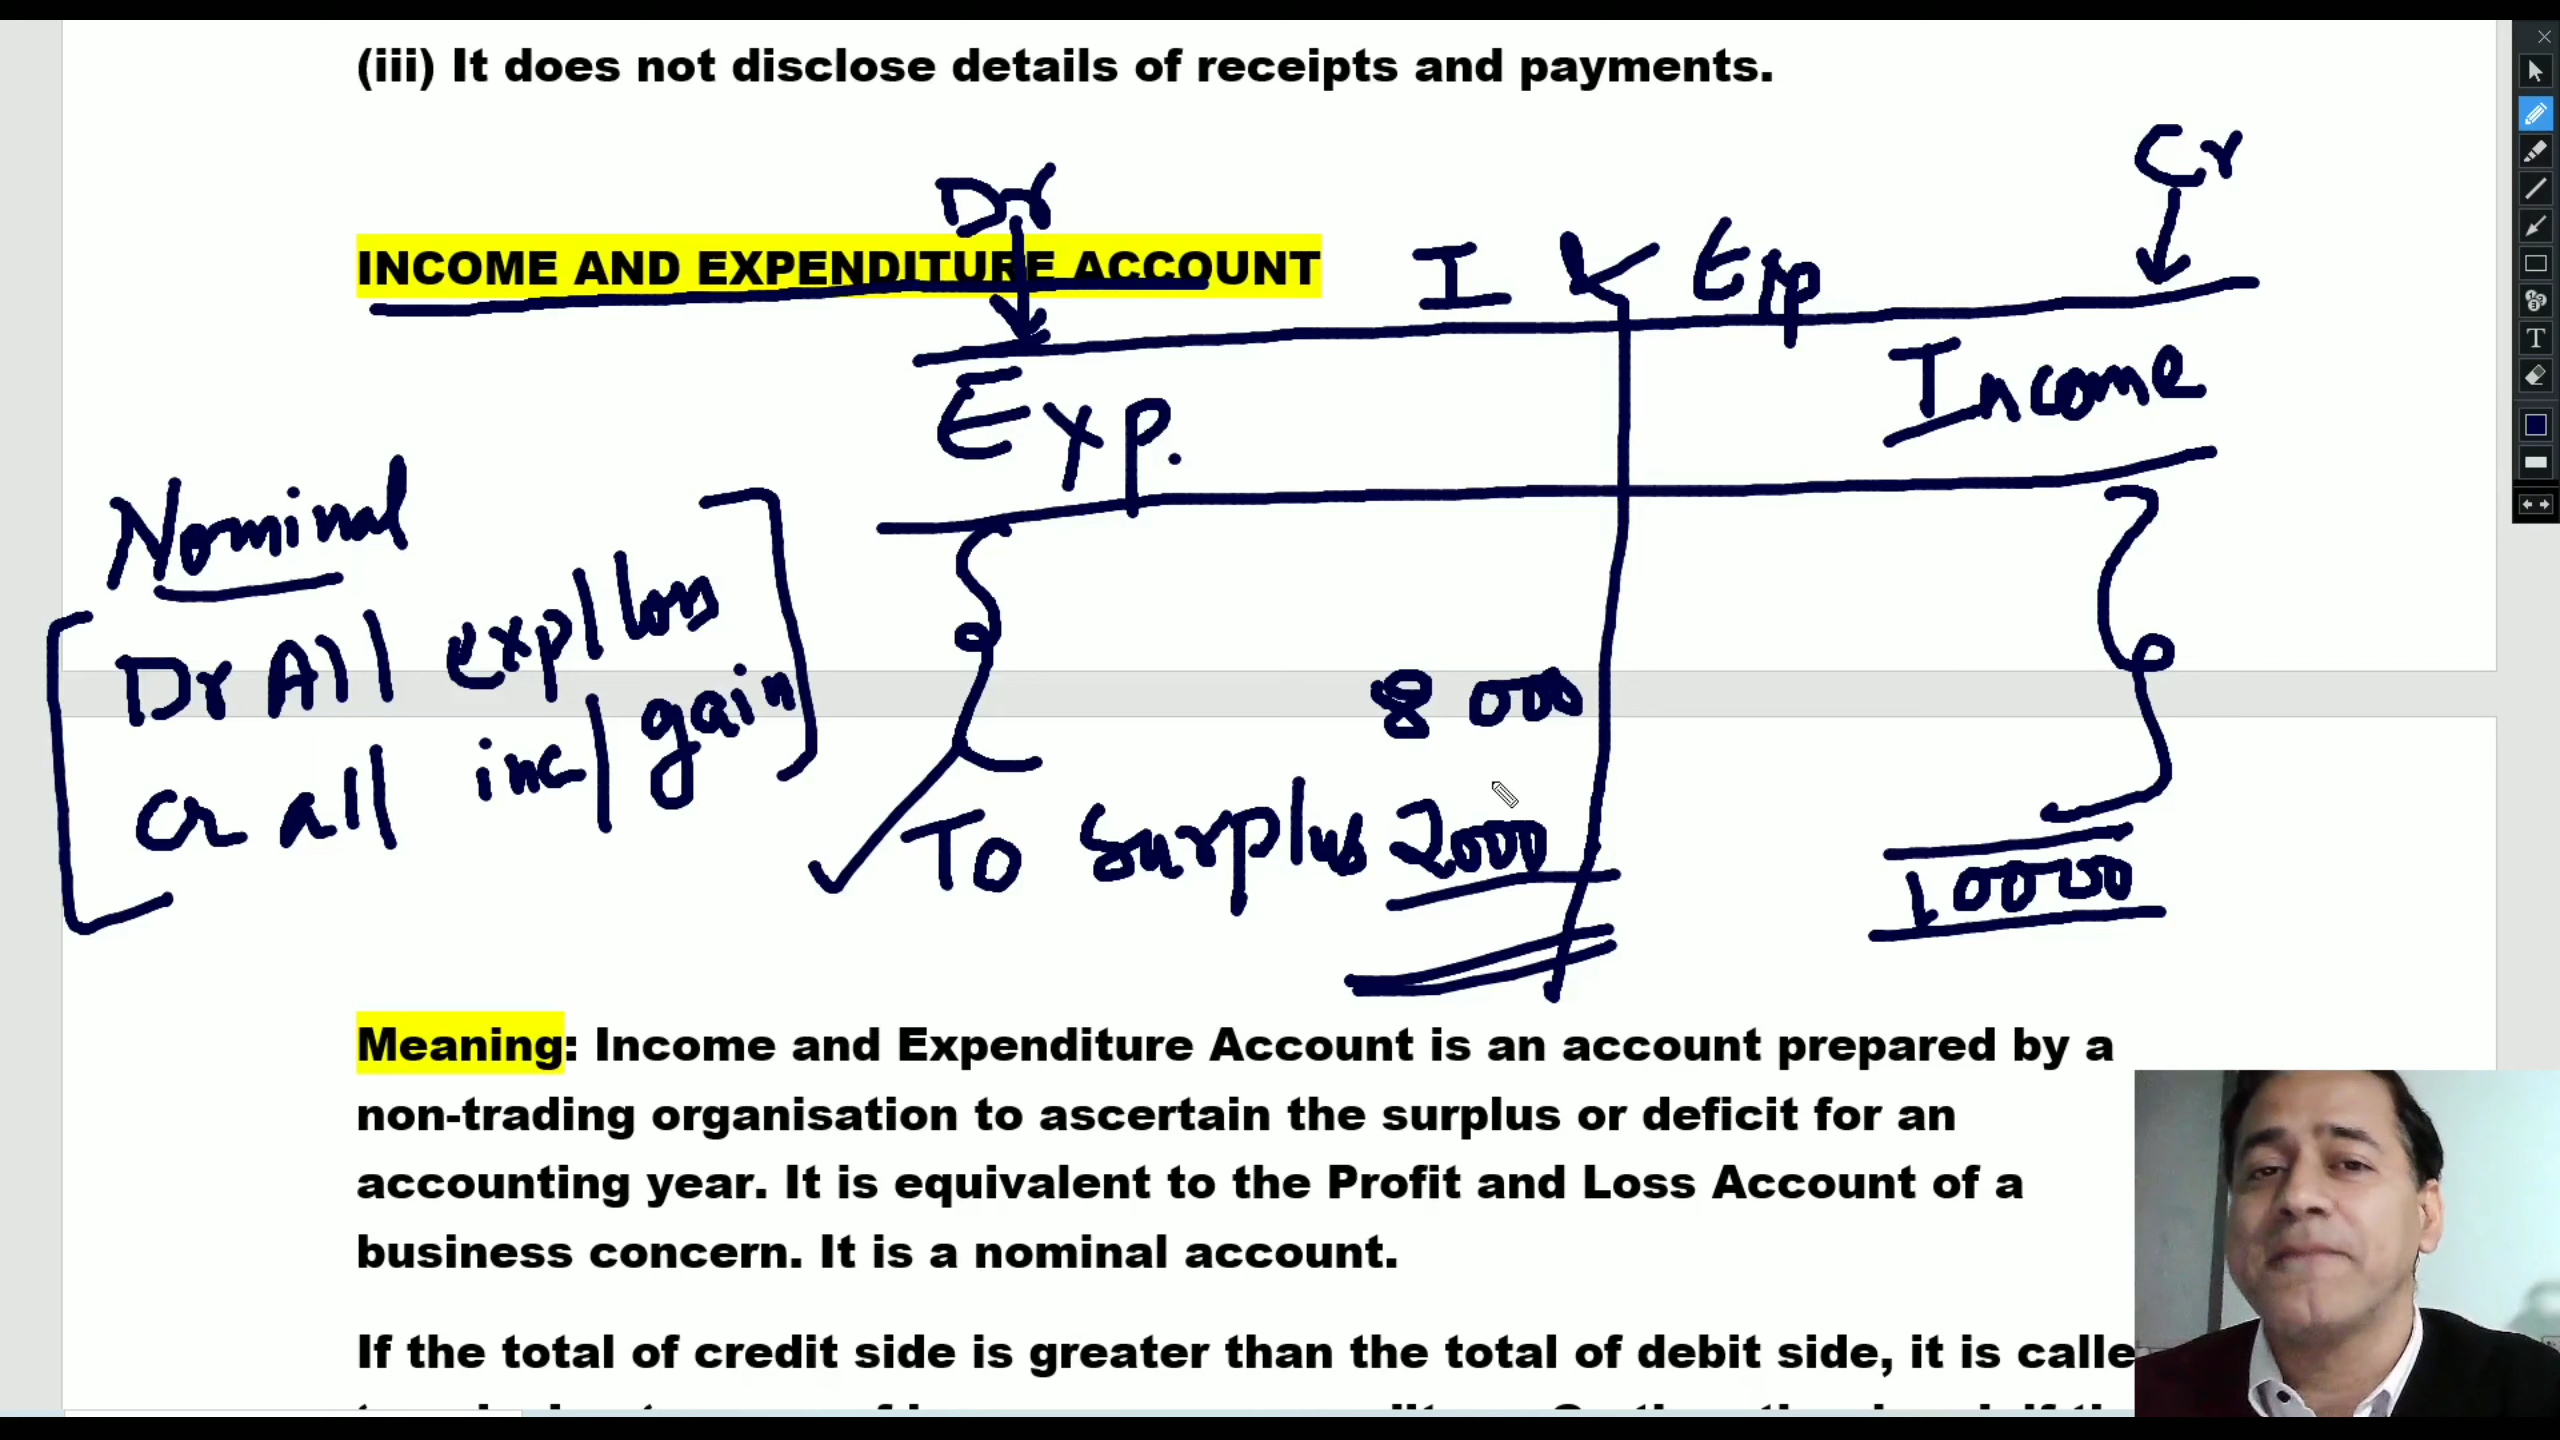 (iii) It does not disclose details of receipts and payments.
Dr Cr
INCOME AND EXPENDITURE ACCOUNT I & Exp
Exp. Income
Nominal
Dr All exp/loss
Cr all inc/gain
8 000
To Surplus 2000
10000
Meaning: Income and Expenditure Account is an account prepared by a
non-trading organisation to ascertain the surplus or deficit for an
accounting year. It is equivalent to the Profit and Loss Account of a
business concern. It is a nominal account.
If the total of credit side is greater than the total of debit side, it is calle